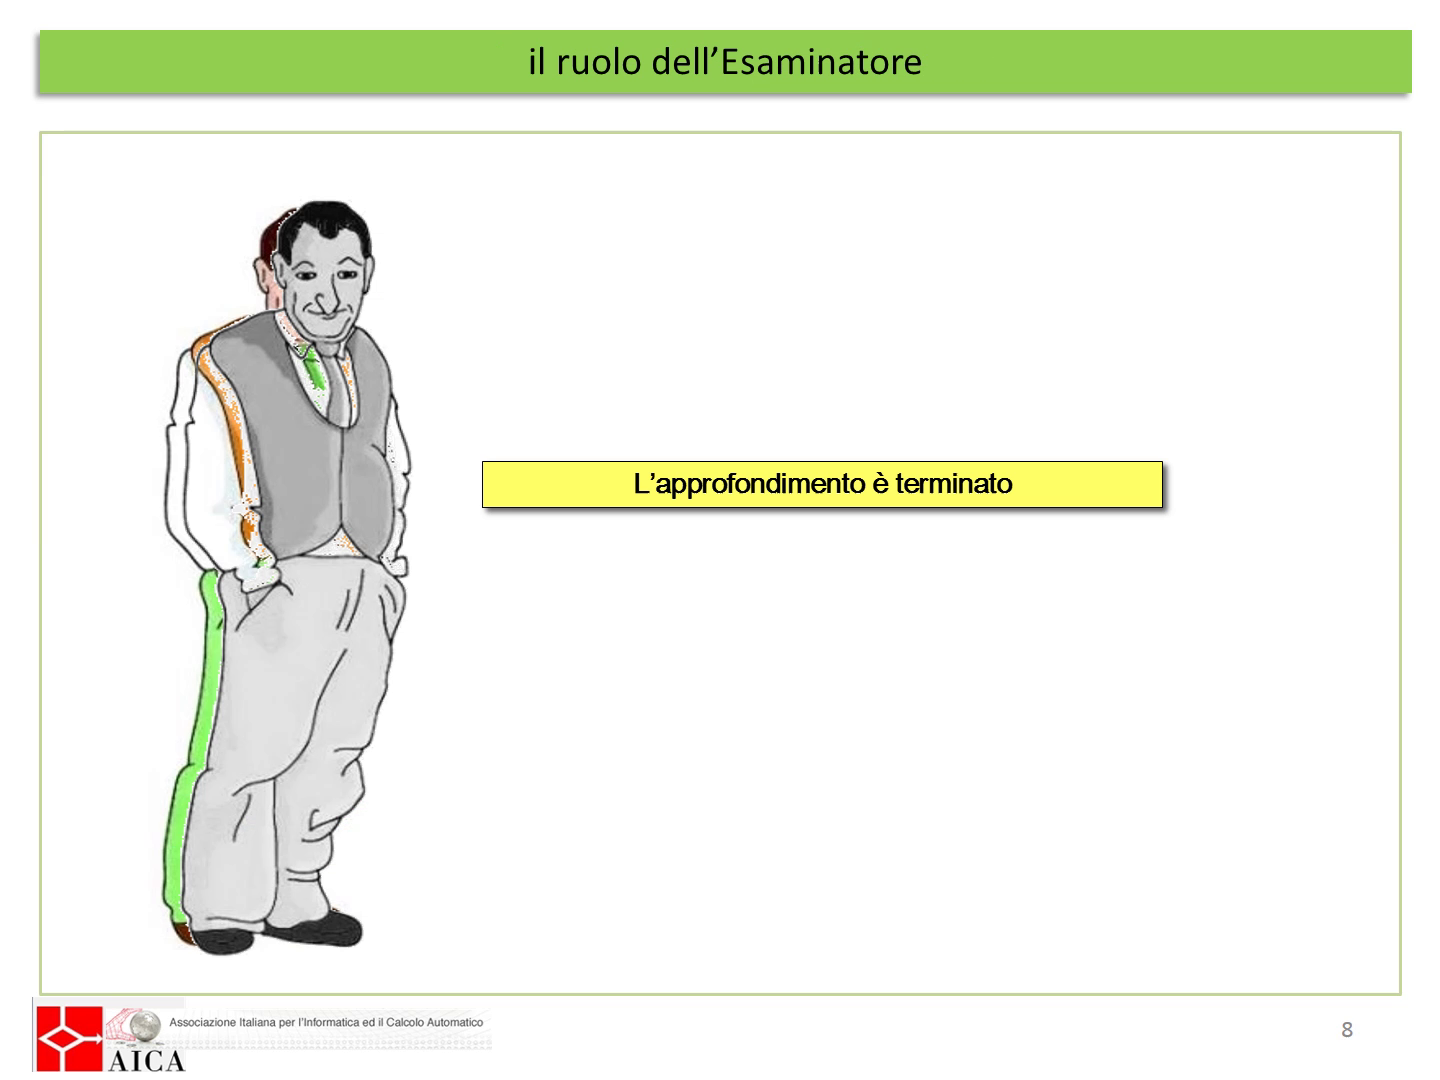 il ruolo dell’Esaminatore
L’approfondimento è terminato
Associazione Italiana per l’Informatica ed il Calcolo Automatico
AICA
8